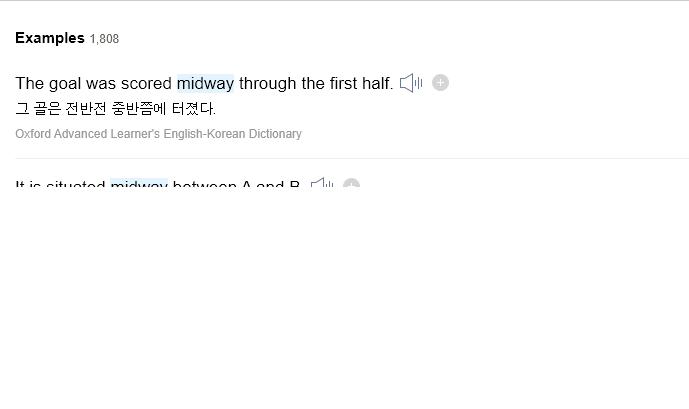 Examples 1,808
The goal was scored midway through the first half.
그 골은 전반전 중반쯤에 터졌다.
Oxford Advanced Learner's English-Korean Dictionary
It is situated midway between A and B.